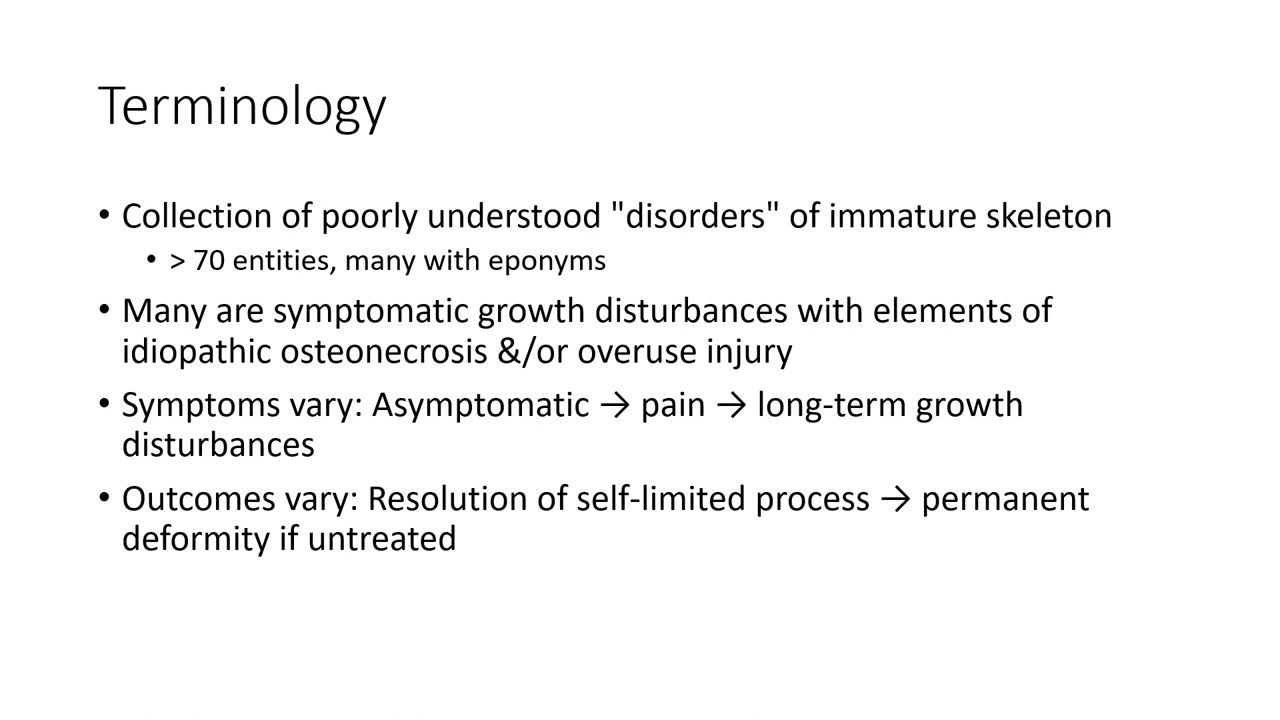 Terminology
• Collection of poorly understood "disorders" of immature skeleton
• > 70 entities, many with eponyms
• Many are symptomatic growth disturbances with elements of
idiopathic osteonecrosis &/or overuse injury
• Symptoms vary: Asymptomatic → pain → long-term growth
disturbances
• Outcomes vary: Resolution of self-limited process → permanent
deformity if untreated